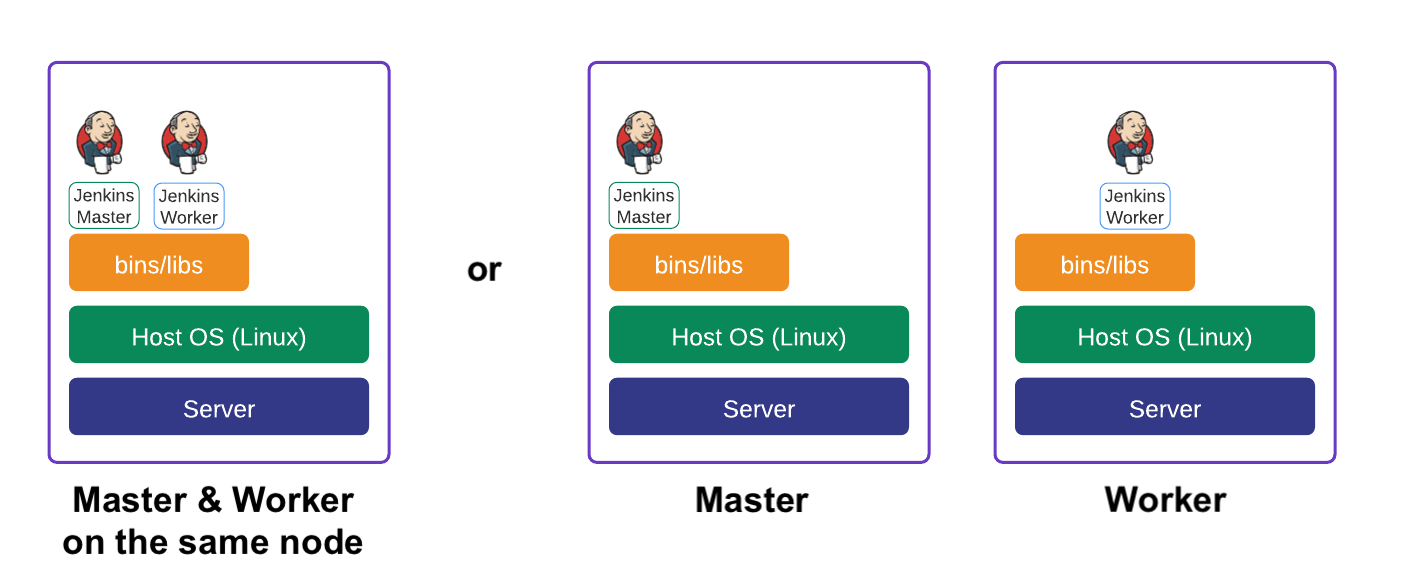 Jenkins
Master
Jenkins
Worker
bins/libs
Host OS (Linux)
Server
Master & Worker
on the same node
or
Jenkins
Master
bins/libs
Host OS (Linux)
Server
Master
Jenkins
Worker
bins/libs
Host OS (Linux)
Server
Worker